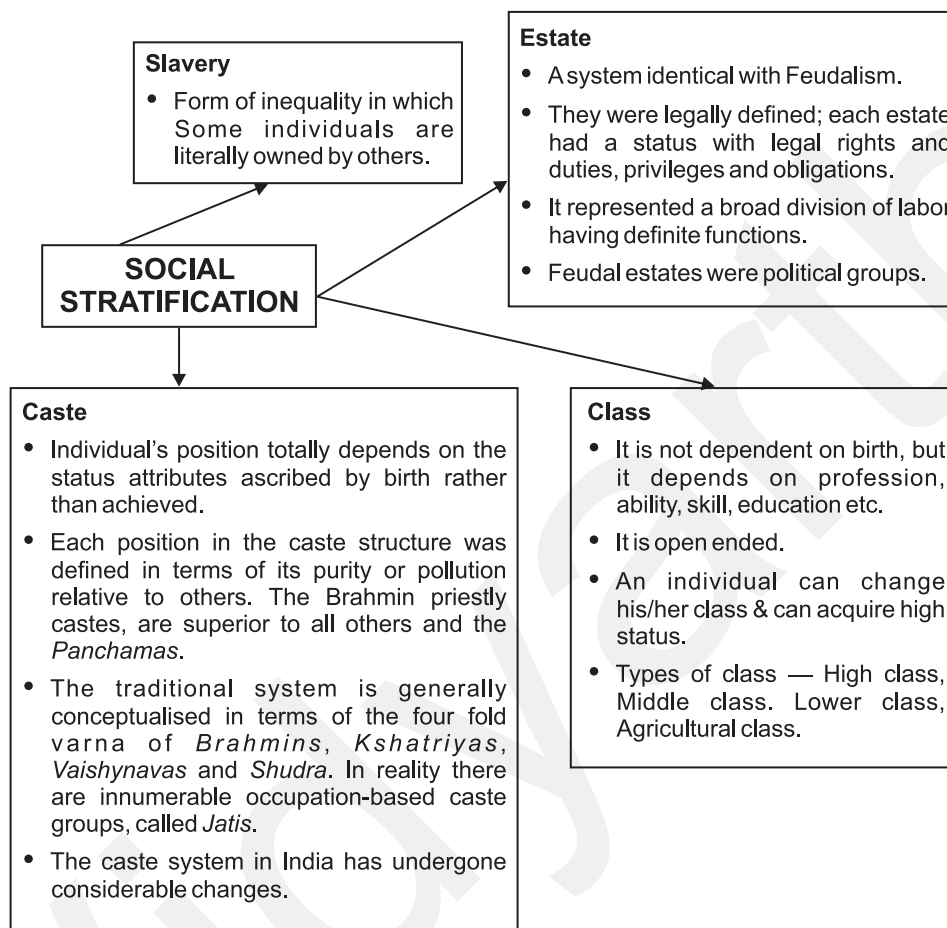 Slavery
• Form of inequality in which
Some individuals are
literally owned by others.
Estate
• A system identical with Feudalism.
• They were legally defined; each estate
had a status with legal rights and
duties, privileges and obligations.
• It represented a broad division of labor
having definite functions.
• Feudal estates were political groups.
SOCIAL
STRATIFICATION
Caste
• Individual's position totally depends on the
status attributes ascribed by birth rather
than achieved.
• Each position in the caste structure was
defined in terms of its purity or pollution
relative to others. The Brahmin priestly
castes, are superior to all others and the
Panchamas.
• The traditional system is generally
conceptualised in terms of the four fold
varna of Brahmins, Kshatriyas,
Vaishynavas and Shudra. In reality there
are innumerable occupation-based caste
groups, called Jatis.
• The caste system in India has undergone
considerable changes.
Class
• It is not dependent on birth, but
it depends on profession,
ability, skill, education etc.
• It is open ended.
• An individual can change
his/her class & can acquire high
status.
• Types of class — High class,
Middle class. Lower class,
Agricultural class.